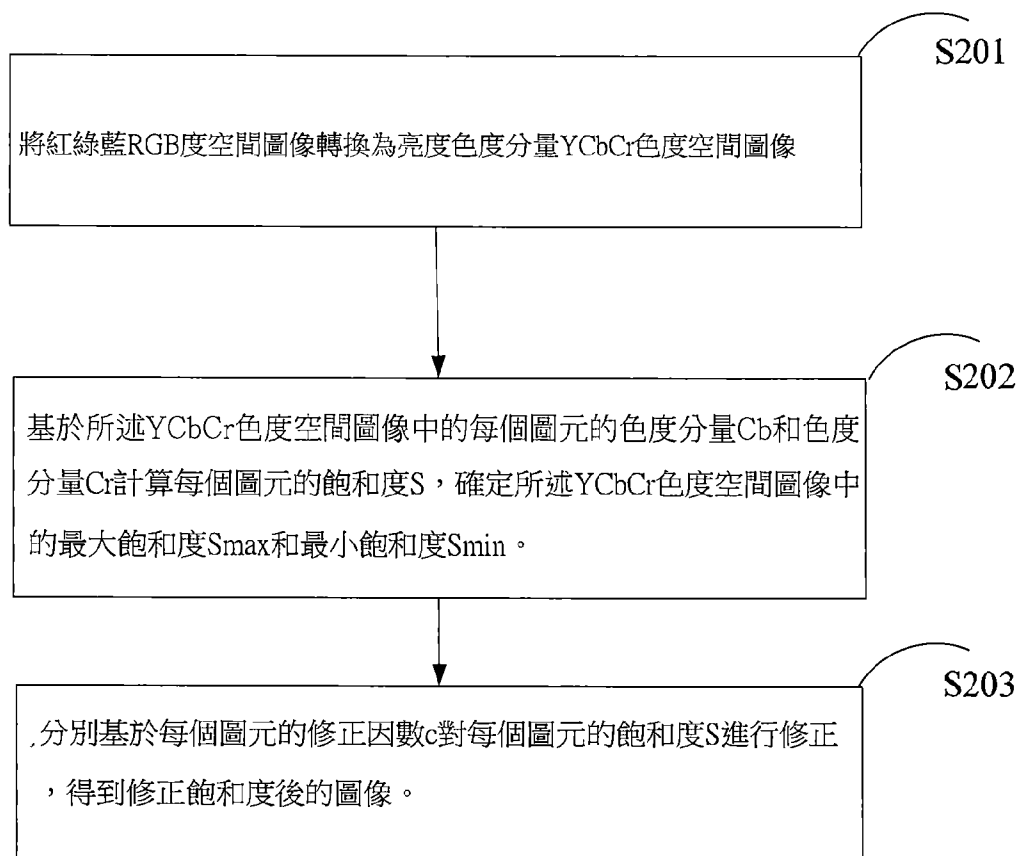 S201
將紅綠藍RGB度空間圖像轉換為亮度色度分量YCbCr色度空間圖像
S202
基於所述YCbCr色度空間圖像中的每個圖元的色度分量Cb和色度
分量Cr計算每個圖元的飽和度S，確定所述YCbCr色度空間圖像中
的最大飽和度Smax和最小飽和度Smin。
S203
,分別基於每個圖元的修正因數c對每個圖元的飽和度S進行修正
，得到修正飽和度後的圖像。